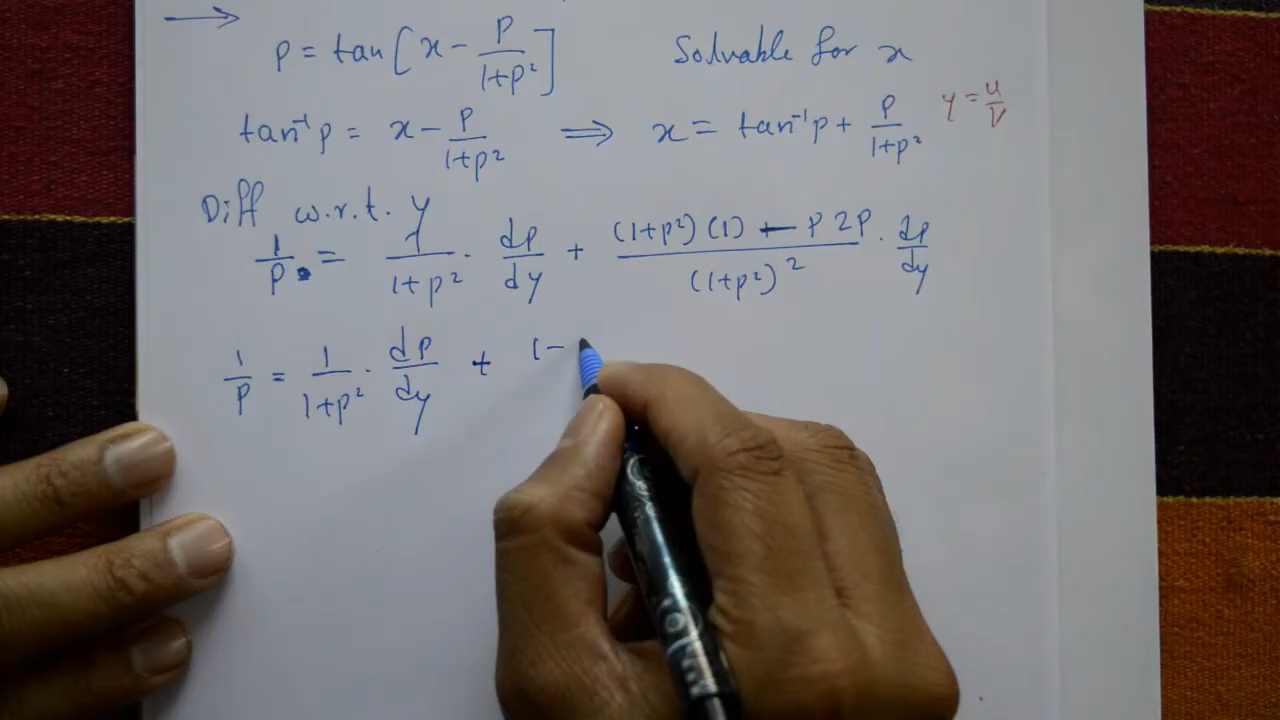 →
p = tan [ x - p/(1+p²) ]    Solvable for x
tan⁻¹p = x - p/(1+p²) ⟹ x = tan⁻¹p + p/(1+p²)    y = u/v
Diff w.r.t. y
1/p = 1/(1+p²) · dp/dy + ((1+p²)(1) - p 2p)/(1+p²)² · dp/dy
1/p = 1/(1+p²) · dp/dy + 1-